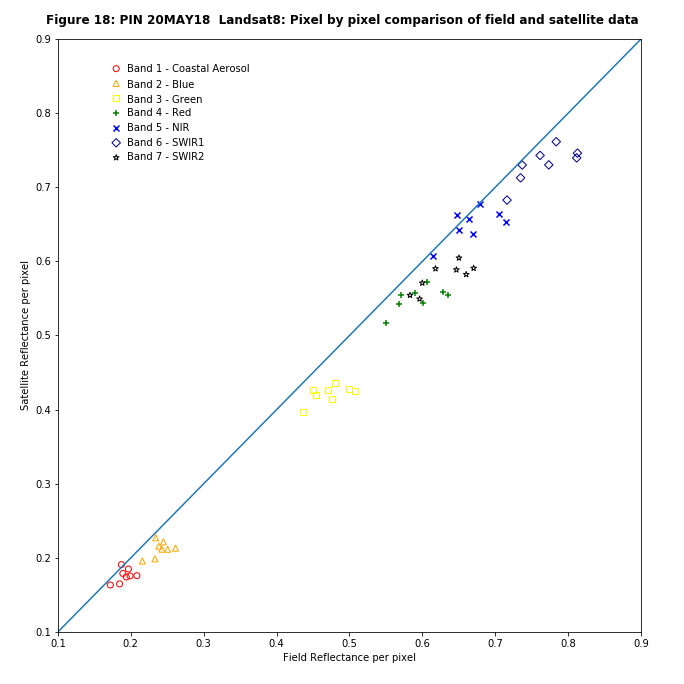 Figure 18: PIN 20MAY18  Landsat8: Pixel by pixel comparison of field and satellite data
0.9
0.8
0.7
0.6
0.5
0.4
0.3
0.2
0.1
Satellite Reflectance per pixel
Band 1 - Coastal Aerosol
Band 2 - Blue
Band 3 - Green
Band 4 - Red
Band 5 - NIR
Band 6 - SWIR1
Band 7 - SWIR2
0.1 0.2 0.3 0.4 0.5 0.6 0.7 0.8 0.9
Field Reflectance per pixel